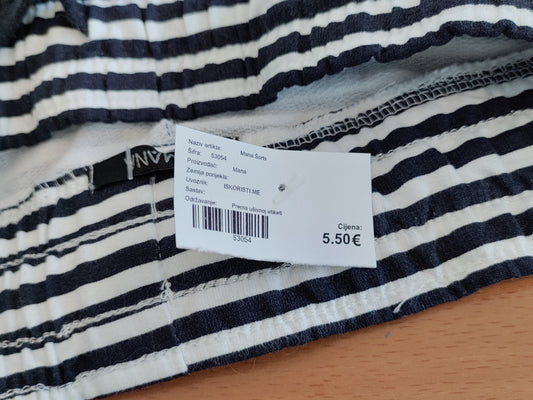 Naziv artikla: Mana Šorts
Šifra: 53054
Proizvođač: Mana
Zemlja porijekla:
Uvoznik: ISKORISTI.ME
Sastav:
Održavanje: Prema ušivnoj etiketi
53054
Cijena:
5.50€